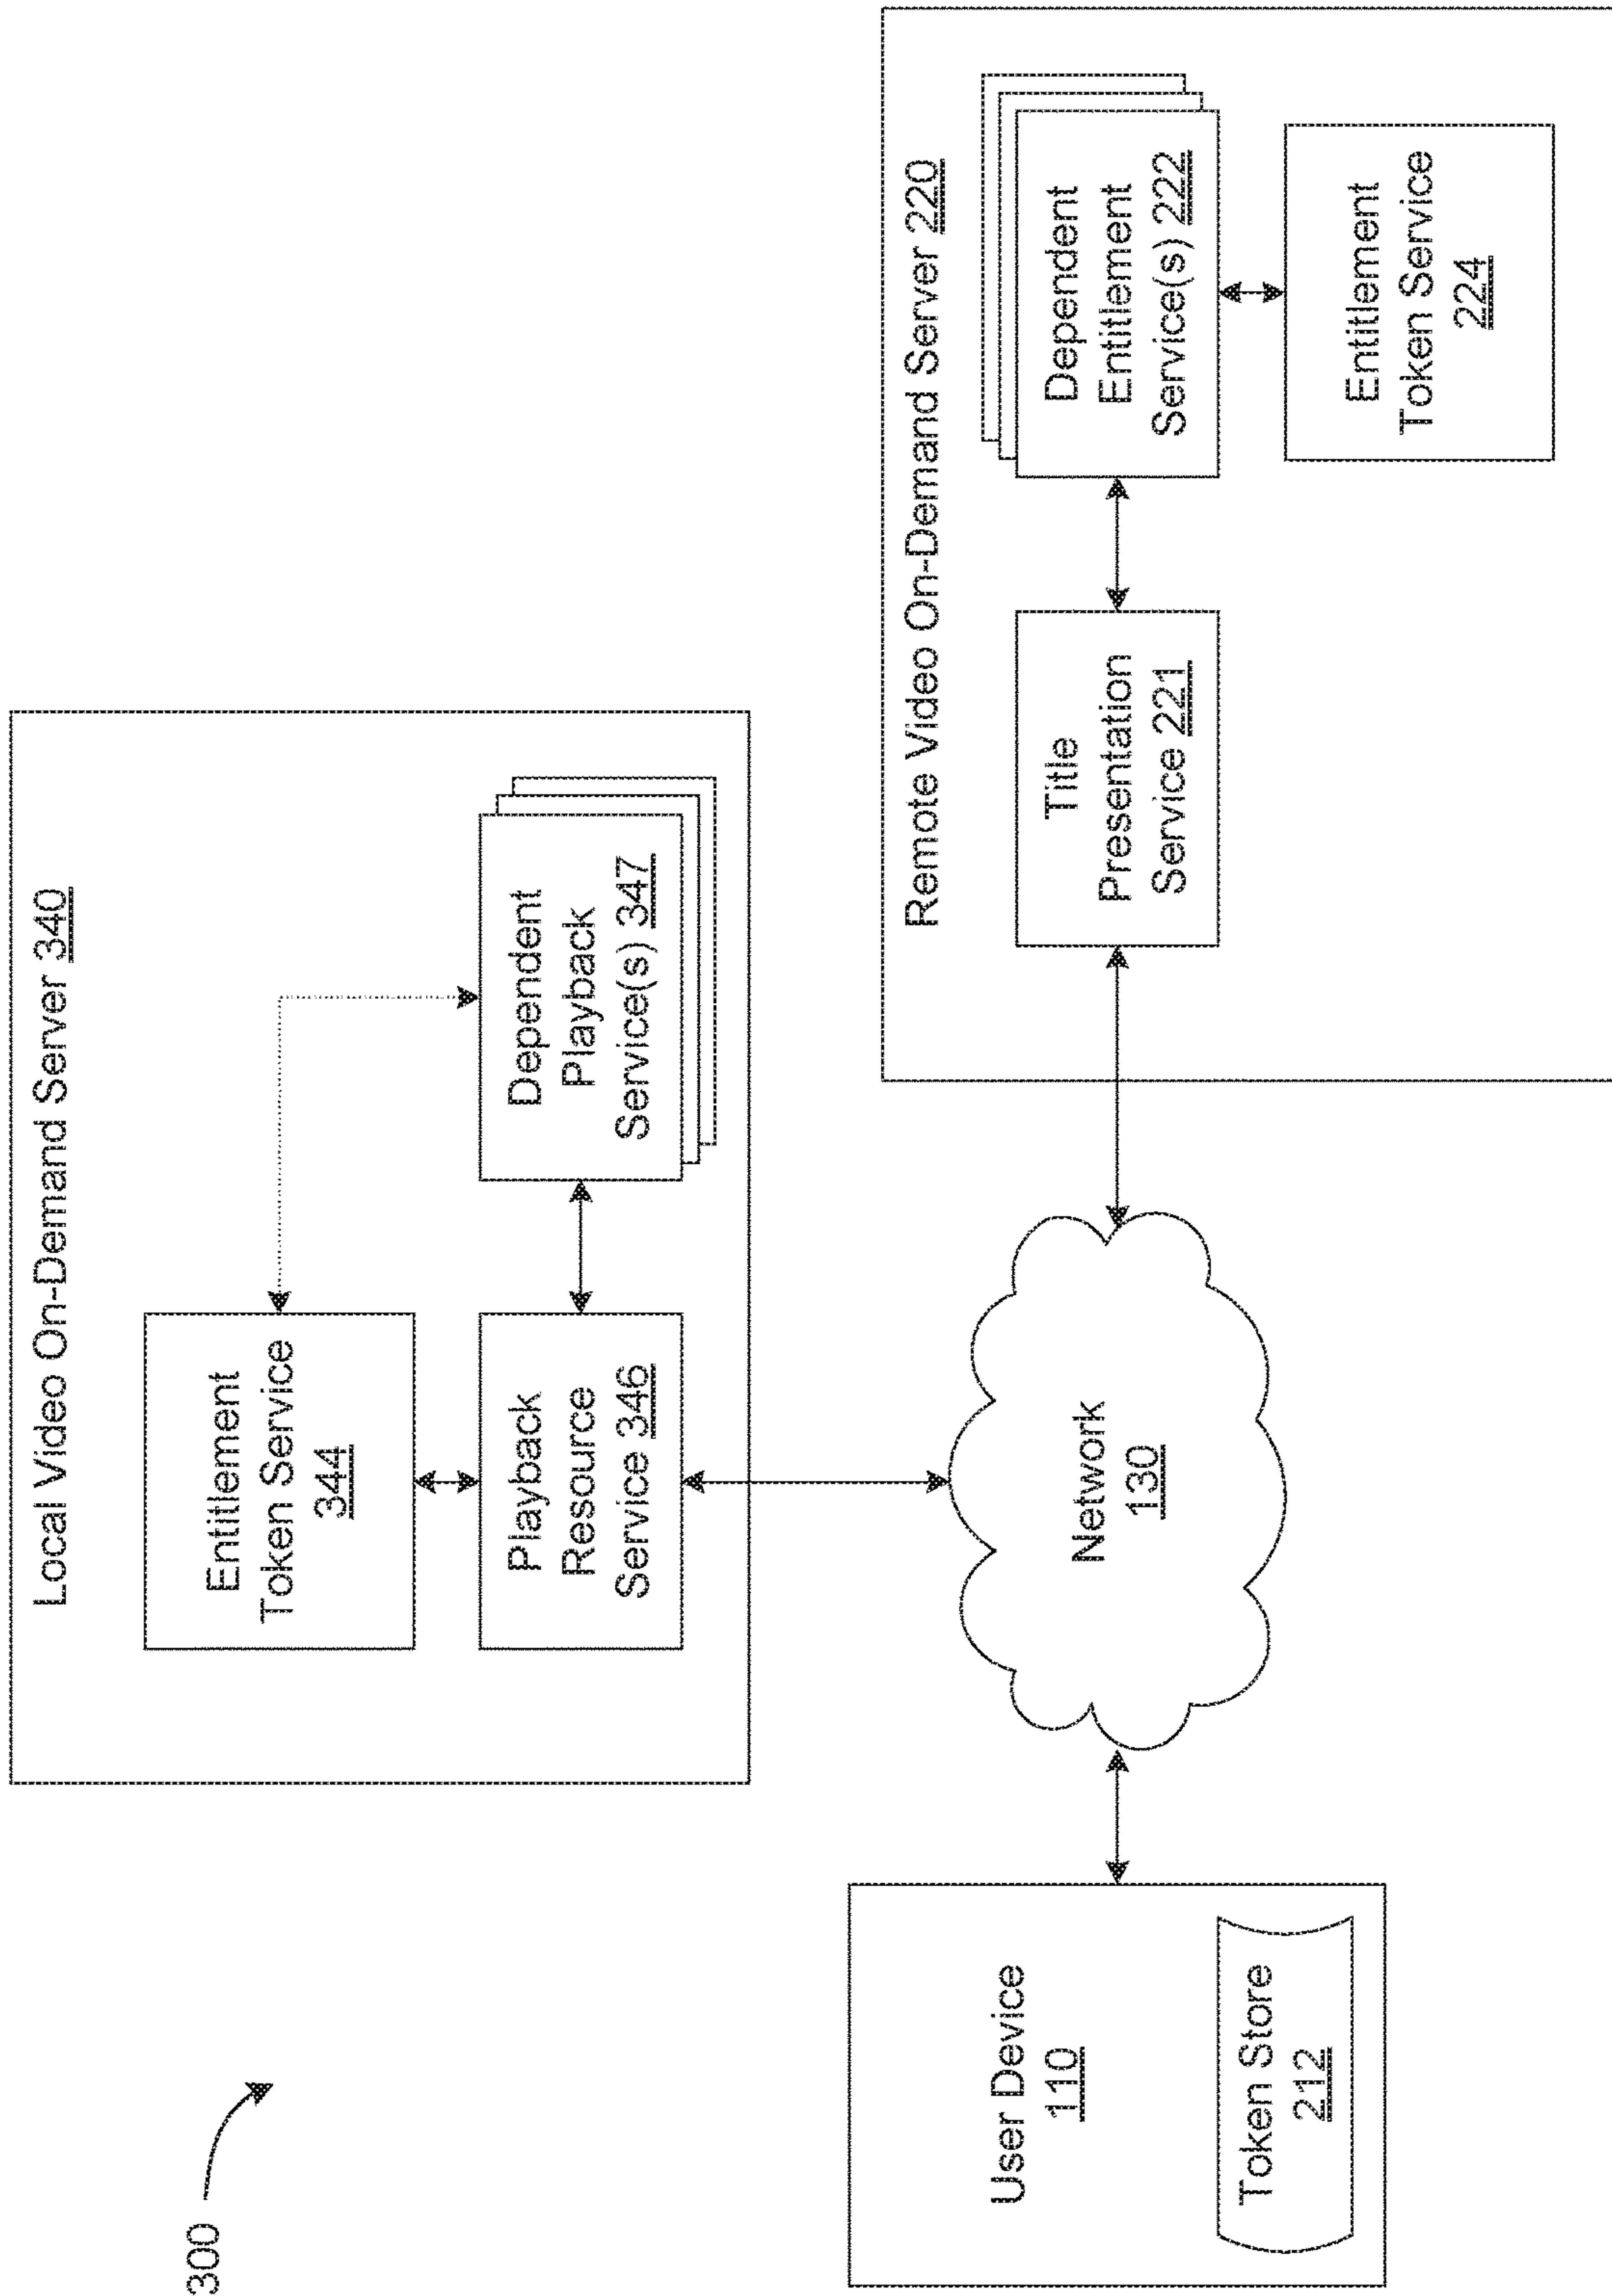 300
Local Video On-Demand Server 340
Entitlement
Token Service
344
Playback
Resource
Service 346
Dependent
Playback
Service(s) 347
User Device
110
Token Store
212
Network
130
Remote Video On-Demand Server 220
Title
Presentation
Service 221
Dependent
Entitlement
Service(s) 222
Entitlement
Token Service
224